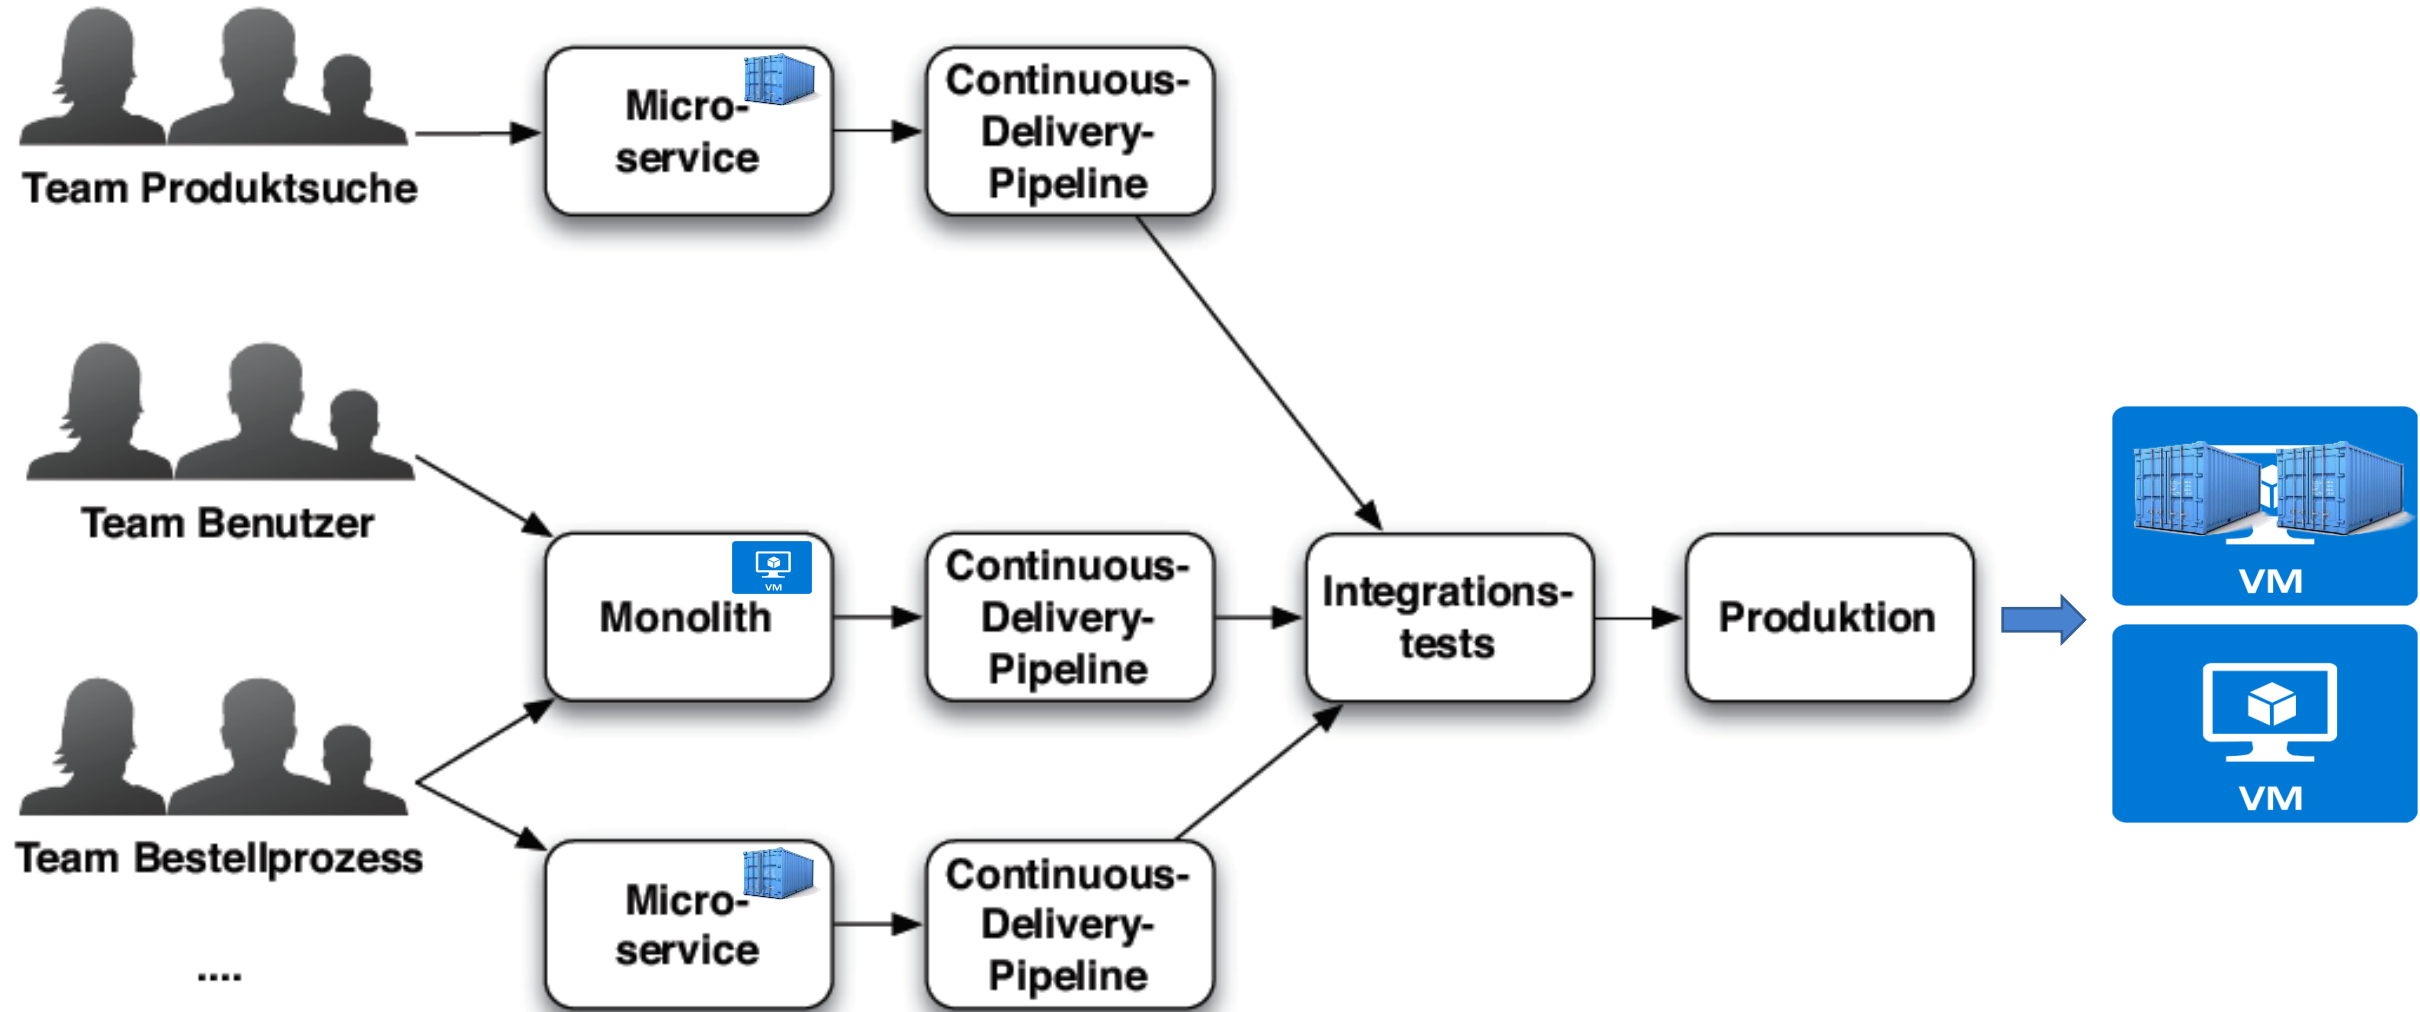 Team Produktsuche
Micro-
service
Continuous-
Delivery-
Pipeline
Team Benutzer
Monolith
VM
Continuous-
Delivery-
Pipeline
Integrations-
tests
Produktion
VM
VM
Team Bestellprozess
Micro-
service
Continuous-
Delivery-
Pipeline
....